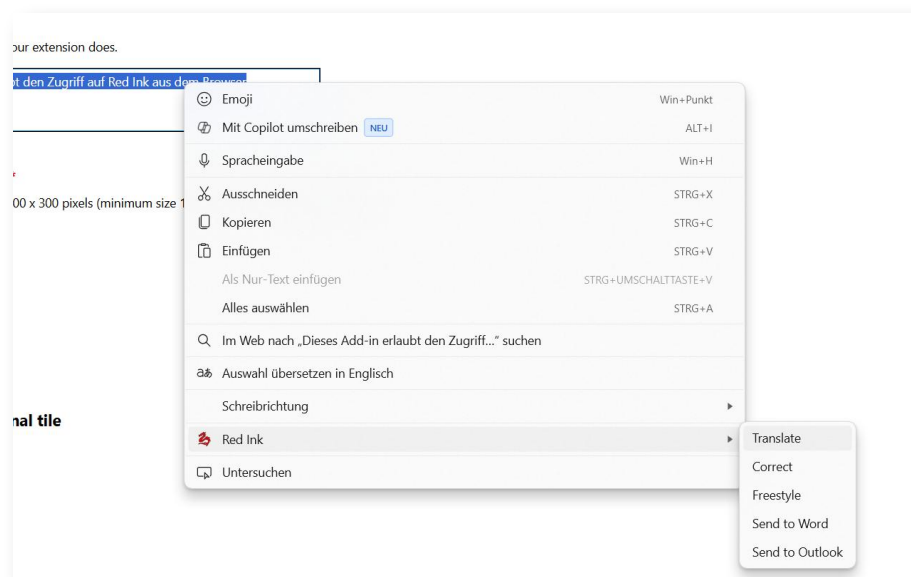 our extension does.
ot den Zugriff auf Red Ink aus dem Browser
Emoji Win+Punkt
Mit Copilot umschreiben NEU ALT+I
Spracheingabe Win+H
*
00 x 300 pixels (minimum size 1
Ausschneiden STRG+X
Kopieren STRG+C
Einfügen STRG+V
Als Nur-Text einfügen STRG+UMSCHALTTASTE+V
Alles auswählen STRG+A
Im Web nach „Dieses Add-in erlaubt den Zugriff...“ suchen
aあ Auswahl übersetzen in Englisch
Schreibrichtung
nal tile
Red Ink
Untersuchen
Translate
Correct
Freestyle
Send to Word
Send to Outlook